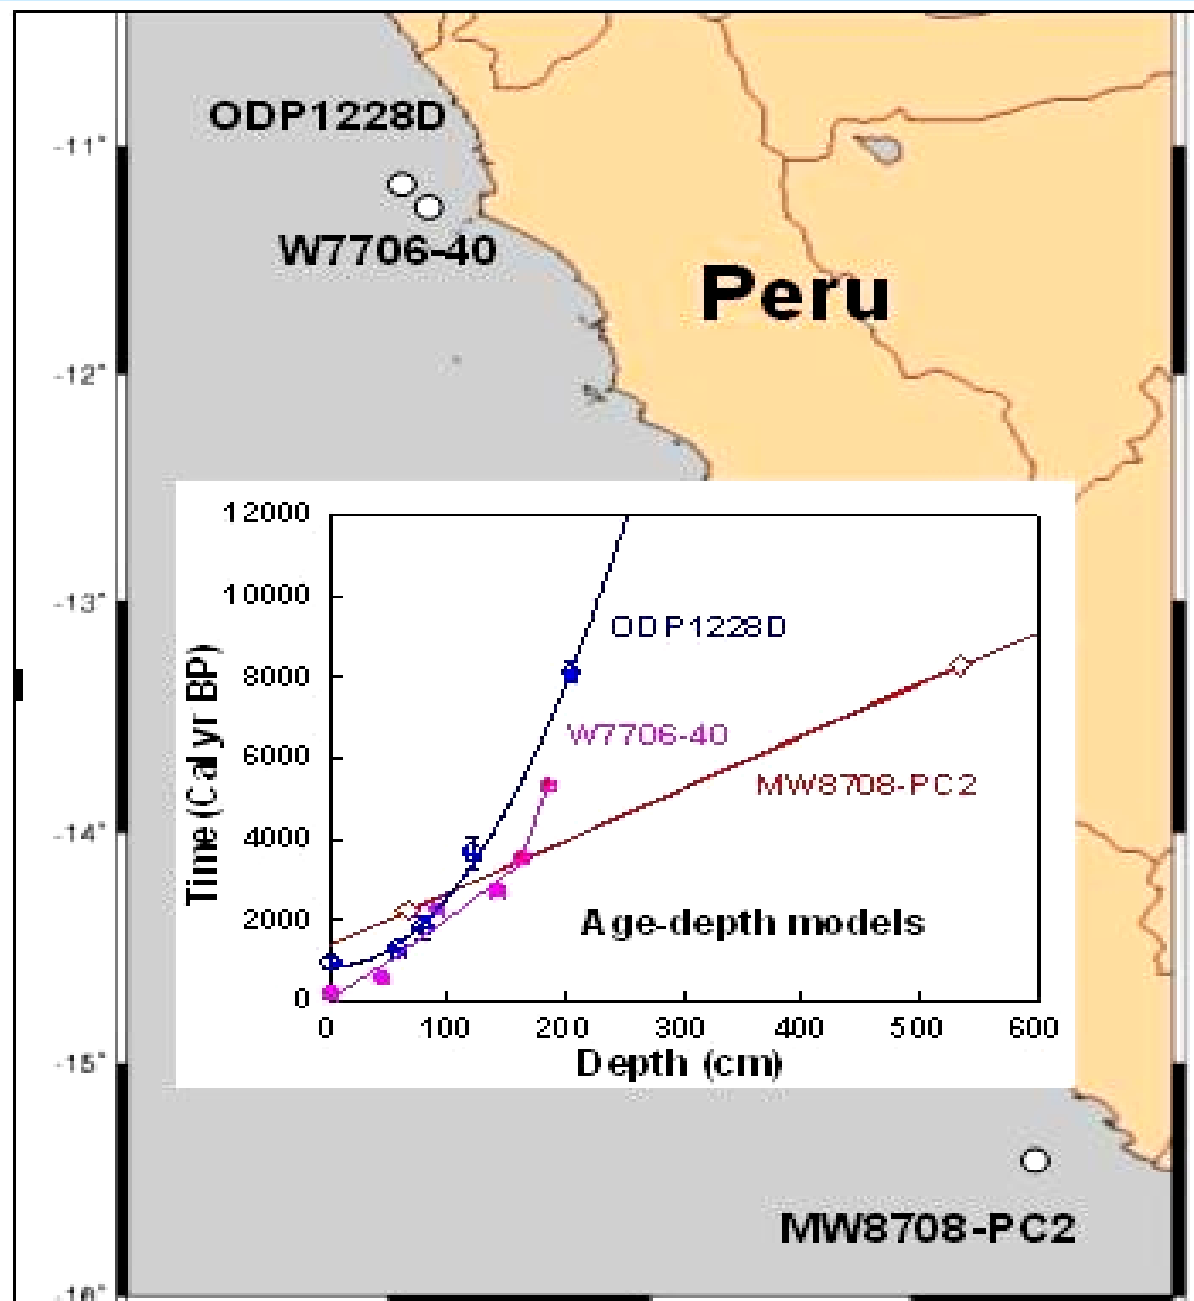 ODP1228D
-11°
W7706-40
Peru
-12°
12000
10000
ODP1228D
-13°
8000
W7706-40
6000
MW8708-PC2
Time (Cal yr BP)
-14°
4000
2000
Age-depth models
0
0 100 200 300 400 500 600
Depth (cm)
-15°
MW8708-PC2
-16°